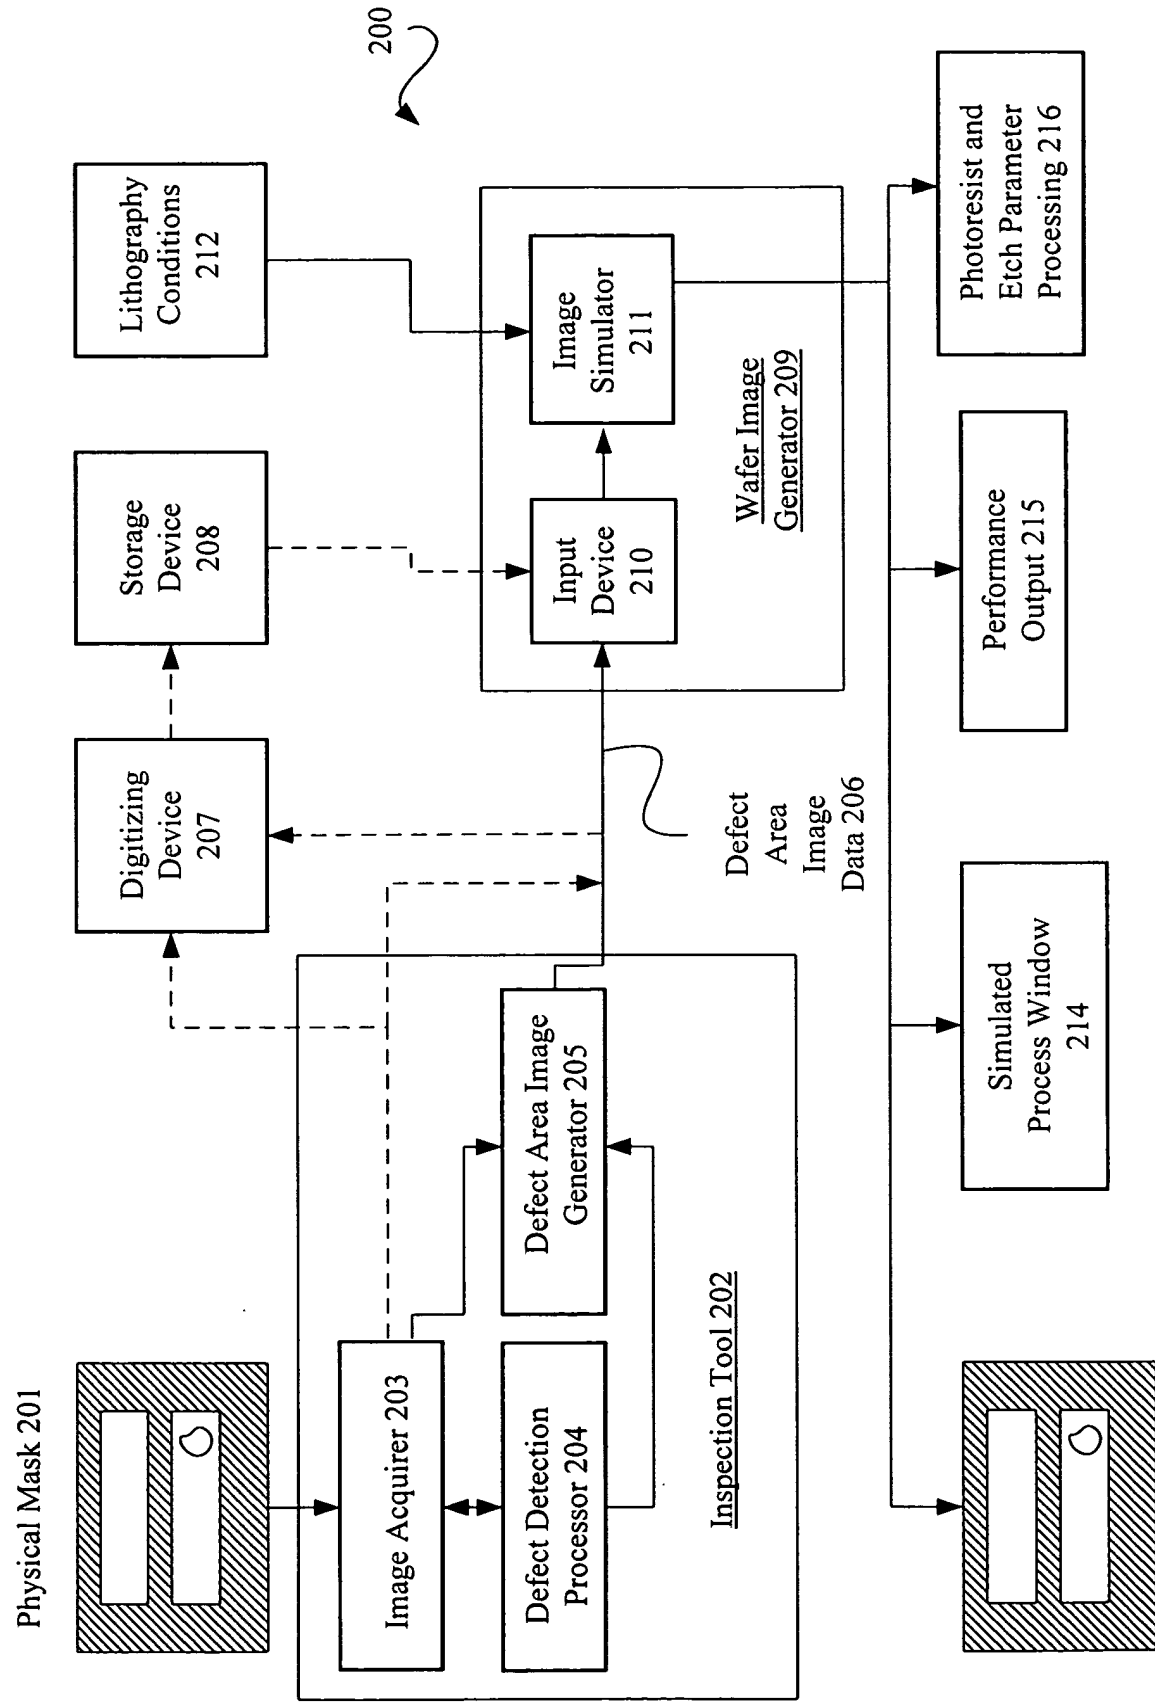 Physical Mask 201
Digitizing
Device
207
Storage
Device
208
Lithography
Conditions
212
200
Image Acquirer 203
Defect Detection
Processor 204
Defect Area Image
Generator 205
Inspection Tool 202
Defect
Area
Image
Data 206
Input
Device
210
Image
Simulator
211
Wafer Image
Generator 209
Simulated
Process Window
214
Performance
Output 215
Photoresist and
Etch Parameter
Processing 216